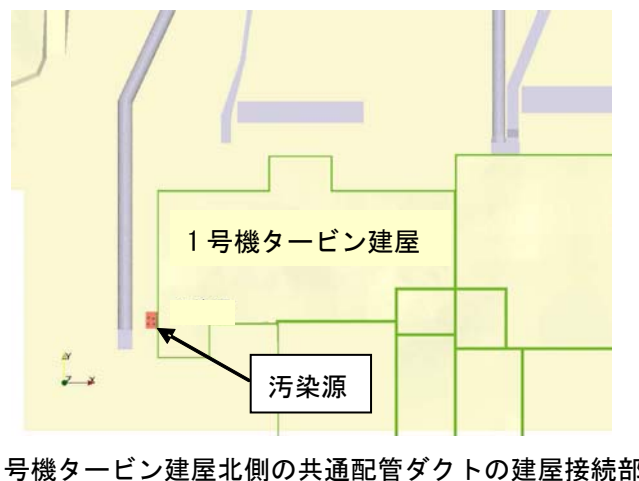 1号機タービン建屋
汚染源
号機タービン建屋北側の共通配管ダクトの建屋接続部